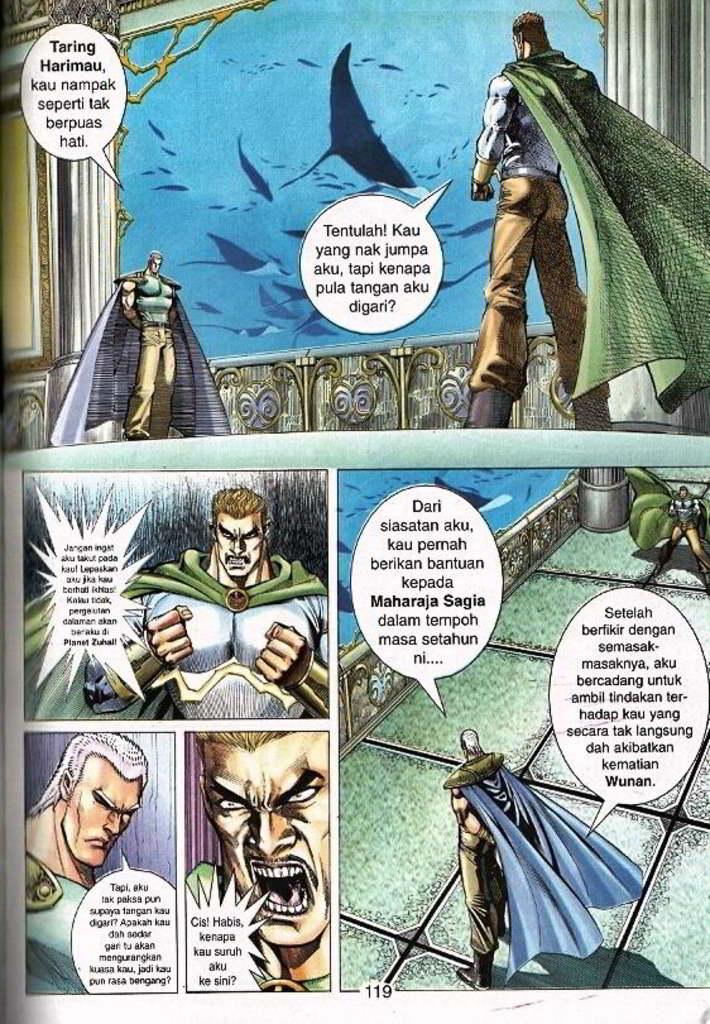 Taring
Harimau,
kau nampak
seperti tak
berpuas
hati.
Tentulah! Kau
yang nak jumpa
aku, tapi kenapa
pula tangan aku
digari?
Jangan ingat
aku takut pada
kau! Lepaskan
aku jika kau
berhati ikhlas!
Kalau tidak,
pergelutan
dalaman akan
berlaku di
Planet Zuhal!
Tapi, aku
tak paksa pun
supaya tangan kau
digari? Apakah kau
dah sedar
gari tu akan
mengurangkan
kuasa kau, jadi kau
pun rasa bengang?
Cis! Habis,
kenapa
kau suruh
aku
ke sini?
Dari
siasatan aku,
kau pernah
berikan bantuan
kepada
Maharaja Sagia
dalam tempoh
masa setahun
ni....
Setelah
berfikir dengan
semasak-
masaknya, aku
bercadang untuk
ambil tindakan ter-
hadap kau yang
secara tak langsung
dah akibatkan
kematian
Wunan.
119